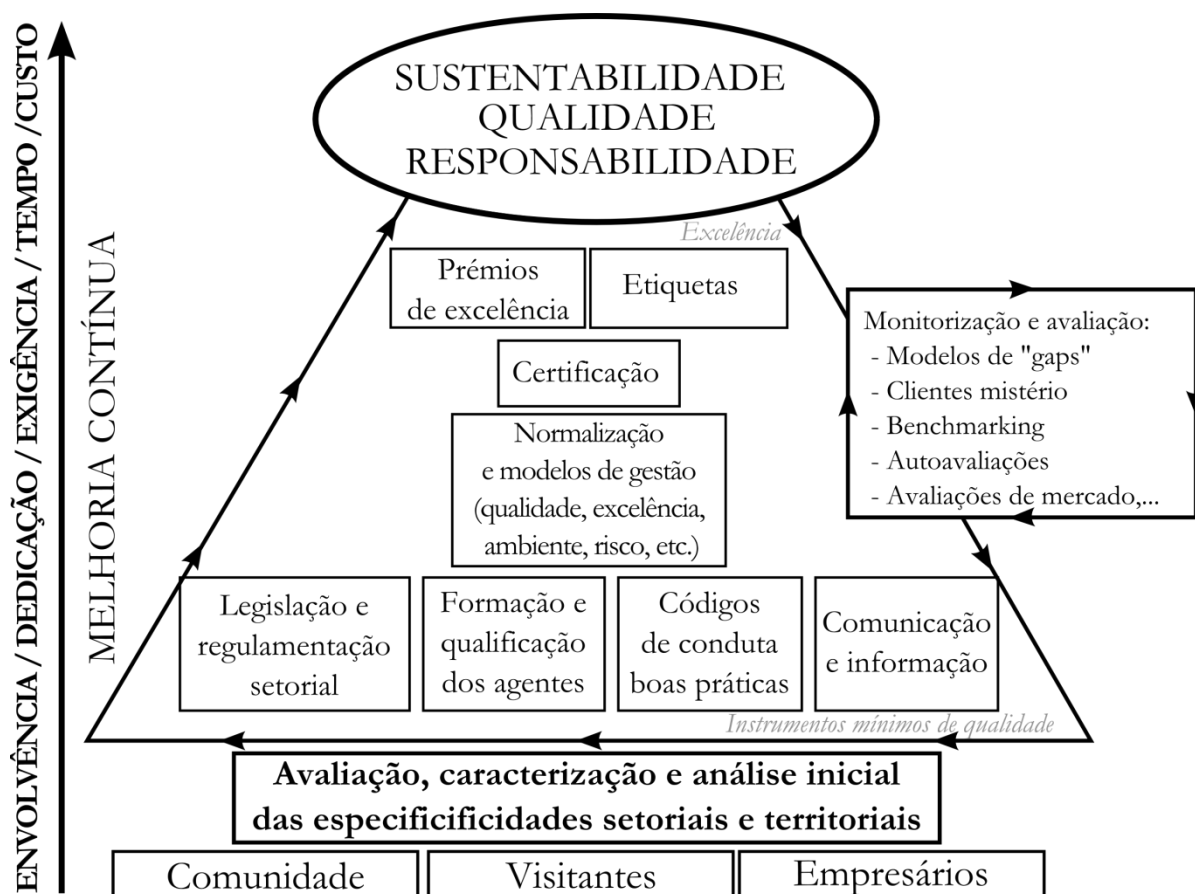 ENVOLVÊNCIA / DEDICAÇÃO / EXIGÊNCIA / TEMPO /CUSTO
MELHORIA CONTÍNUA
SUSTENTABILIDADE
QUALIDADE
RESPONSABILIDADE
Excelência
Prémios
de excelência
Etiquetas
Certificação
Normalização
e modelos de gestão
(qualidade, excelência,
ambiente, risco, etc.)
Monitorização e avaliação:
- Modelos de "gaps"
- Clientes mistério
- Benchmarking
- Autoavaliações
- Avaliações de mercado,...
Legislação e
regulamentação
setorial
Formação e
qualificação
dos agentes
Códigos
de conduta
boas práticas
Comunicação
e informação
Instrumentos mínimos de qualidade
Avaliação, caracterização e análise inicial
das especificificidades setoriais e territoriais
Comunidade
Visitantes
Empresários